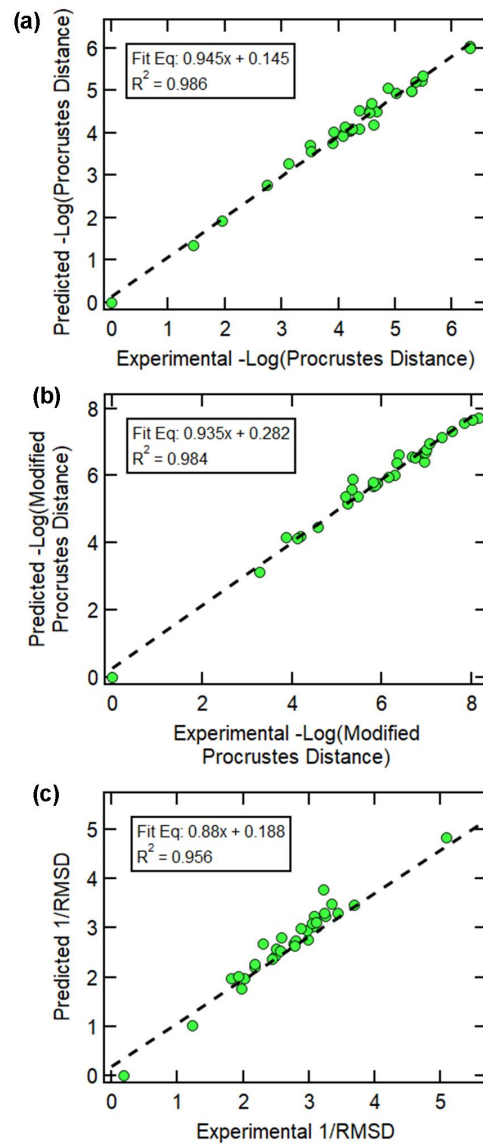 (a)
Predicted -Log(Procrustes Distance)
6
5
4
3
2
1
0
Fit Eq: 0.945x + 0.145
R² = 0.986
0 1 2 3 4 5 6
Experimental -Log(Procrustes Distance)
(b)
Predicted -Log(Modified
Procrustes Distance)
8
6
4
2
0
Fit Eq: 0.935x + 0.282
R² = 0.984
0 2 4 6 8
Experimental -Log(Modified
Procrustes Distance)
(c)
Predicted 1/RMSD
5
4
3
2
1
0
Fit Eq: 0.88x + 0.188
R² = 0.956
0 1 2 3 4 5
Experimental 1/RMSD